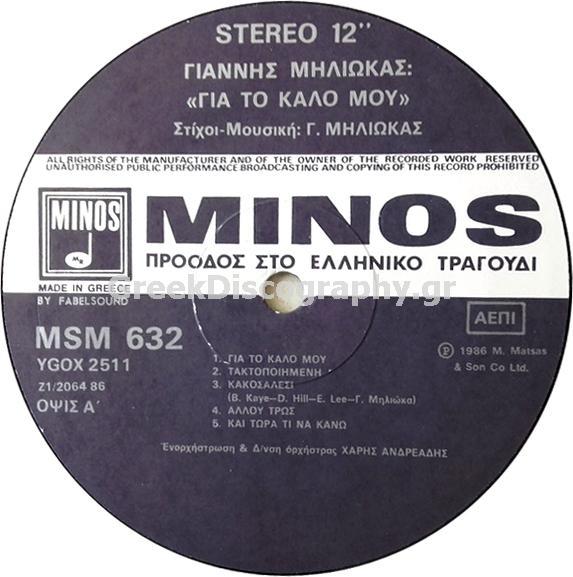 STEREO 12''
ΓΙΑΝΝΗΣ ΜΗΛΙΩΚΑΣ:
«ΓΙΑ ΤΟ ΚΑΛΟ ΜΟΥ»
Στίχοι-Μουσική: Γ. ΜΗΛΙΩΚΑΣ
ALL RIGHTS OF THE MANUFACTURER AND OF THE OWNER OF THE RECORDED WORK RESERVED
UNAUTHORISED PUBLIC PERFORMANCE BROADCASTING AND COPYING OF THIS RECORD PROHIBITED
MINOS
MR
MINOS
ΠΡΟΟΔΟΣ ΣΤΟ ΕΛΛΗΝΙΚΟ ΤΡΑΓΟΥΔΙ
MADE IN GREECE
BY FABELSOUND
GreekDiscography.gr
MSM 632
YGOX 2511
Z1/2064 86
ΟΨΙΣ Α΄
ΑΕΠΙ
Ⓟ 1986 M. Matsas
& Son Co Ltd.
1. ΓΙΑ ΤΟ ΚΑΛΟ ΜΟΥ
2. ΤΑΚΤΟΠΟΙΗΜΕΝΗ
3. ΚΑΚΟΣΑΛΕΣΙ
(B. Kaye–D. Hill–E. Lee–Γ. Μηλιώκα)
4. ΑΛΛΟΥ ΤΡΩΣ
5. ΚΑΙ ΤΩΡΑ ΤΙ ΝΑ ΚΑΝΩ
Ἐνορχήστρωση & Δ/νση ὀρχήστρας ΧΑΡΗΣ ΑΝΔΡΕΑΔΗΣ